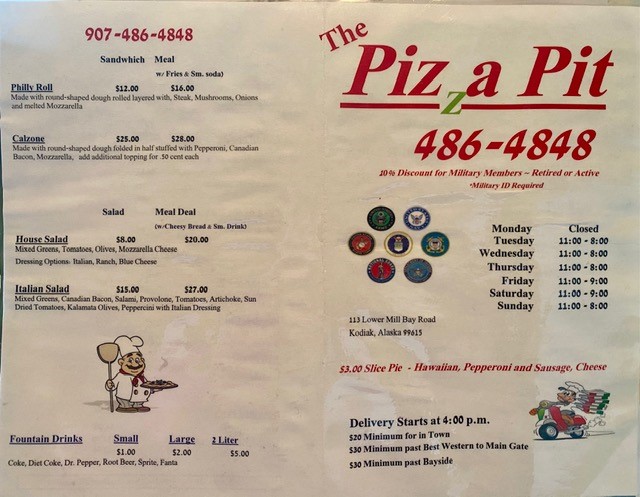 907-486-4848
Sandwhich Meal
w/ Fries & Sm. soda)
Philly Roll $12.00 $16.00
Made with round-shaped dough rolled layered with, Steak, Mushrooms, Onions
and melted Mozzarella
Calzone $25.00 $28.00
Made with round-shaped dough folded in half stuffed with Pepperoni, Canadian
Bacon, Mozzarella, add additional topping for .50 cent each
Salad Meal Deal
(w/Cheesy Bread & Sm. Drink)
House Salad $8.00 $20.00
Mixed Greens, Tomatoes, Olives, Mozzarella Cheese
Dressing Options: Italian, Ranch, Blue Cheese
Italian Salad $15.00 $27.00
Mixed Greens, Canadian Bacon, Salami, Provolone, Tomatoes, Artichoke, Sun
Dried Tomatoes, Kalamata Olives, Peppercini with Italian Dressing
Fountain Drinks Small Large 2 Liter
$1.00 $2.00 $5.00
Coke, Diet Coke, Dr. Pepper, Root Beer, Sprite, Fanta
The
Pizza Pit
486-4848
10% Discount for Military Members ~ Retired or Active
*Military ID Required
Monday Closed
Tuesday 11:00 - 8:00
Wednesday 11:00 - 8:00
Thursday 11:00 - 8:00
Friday 11:00 - 9:00
Saturday 11:00 - 9:00
Sunday 11:00 - 8:00
113 Lower Mill Bay Road
Kodiak, Alaska 99615
$3.00 Slice Pie - Hawaiian, Pepperoni and Sausage, Cheese
Delivery Starts at 4:00 p.m.
$20 Minimum for in Town
$30 Minimum past Best Western to Main Gate
$30 Minimum past Bayside